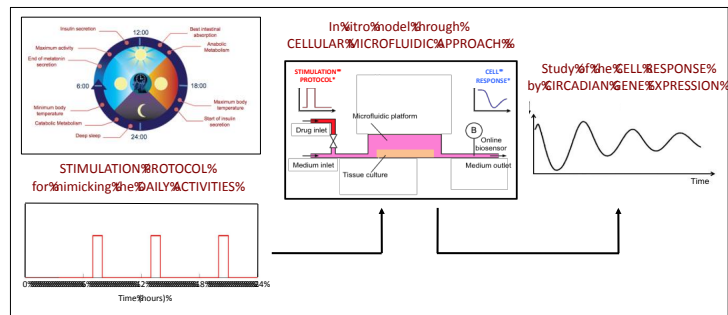 Insulin secretion
12:00
Best intestinal
absorption
Maximum activity
Anabolic
Metabolism
End of melatonin
secretion
6:00
18:00
Minimum body
temperature
Catabolic Metabolism
Deep sleep
24:00
Maximum body
temperature
Start of insulin
secretion
STIMULATION%PROTOCOL%
for%mimicking%the%DAILY%ACTIVITIES%
Time%(hours)%
In%vitro%model%through%
CELLULAR%MICROFLUIDIC%APPROACH%
STIMULATION
PROTOCOL
CELL
RESPONSE
Microfluidic platform
Drug inlet
B
Online
biosensor
Medium inlet
Medium outlet
Tissue culture
Study%of%the%CELL%RESPONSE%
by%CIRCADIAN%GENE%EXPRESSION%
Time